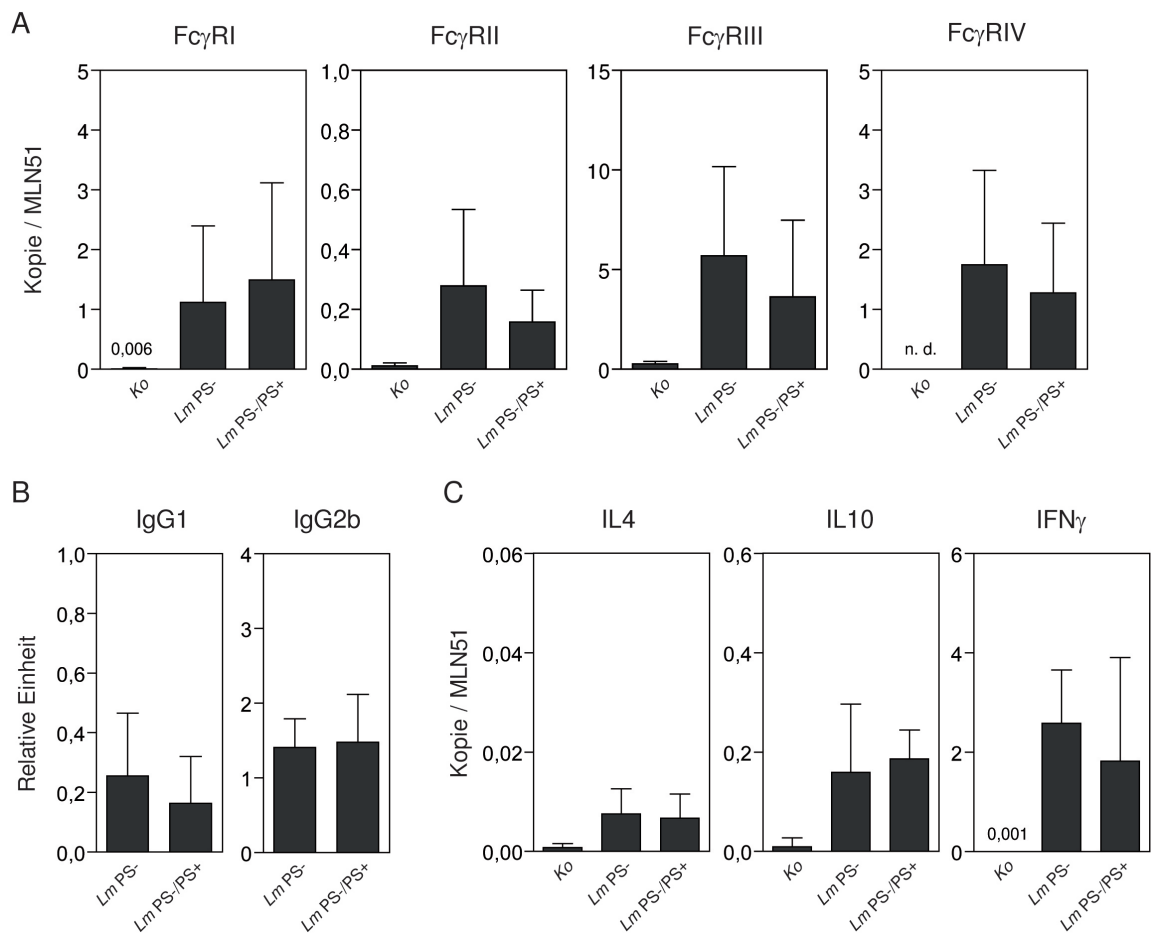 A
FcγRI FcγRII FcγRIII FcγRIV
Kopie / MLN51
5 4 3 2 1 0
0,006
Ko Lm PS- Lm PS-/PS+
1,0 0,8 0,6 0,4 0,2 0,0
Ko Lm PS- Lm PS-/PS+
15 10 5 0
Ko Lm PS- Lm PS-/PS+
5 4 3 2 1 0
n. d.
Ko Lm PS- Lm PS-/PS+
B
IgG1 IgG2b
Relative Einheit
1,0 0,8 0,6 0,4 0,2 0,0
Lm PS- Lm PS-/PS+
4 3 2 1 0
Lm PS- Lm PS-/PS+
C
IL4 IL10 IFNγ
Kopie / MLN51
0,06 0,04 0,02 0,00
Ko Lm PS- Lm PS-/PS+
0,6 0,4 0,2 0,0
Ko Lm PS- Lm PS-/PS+
6 4 2 0
0,001
Ko Lm PS- Lm PS-/PS+